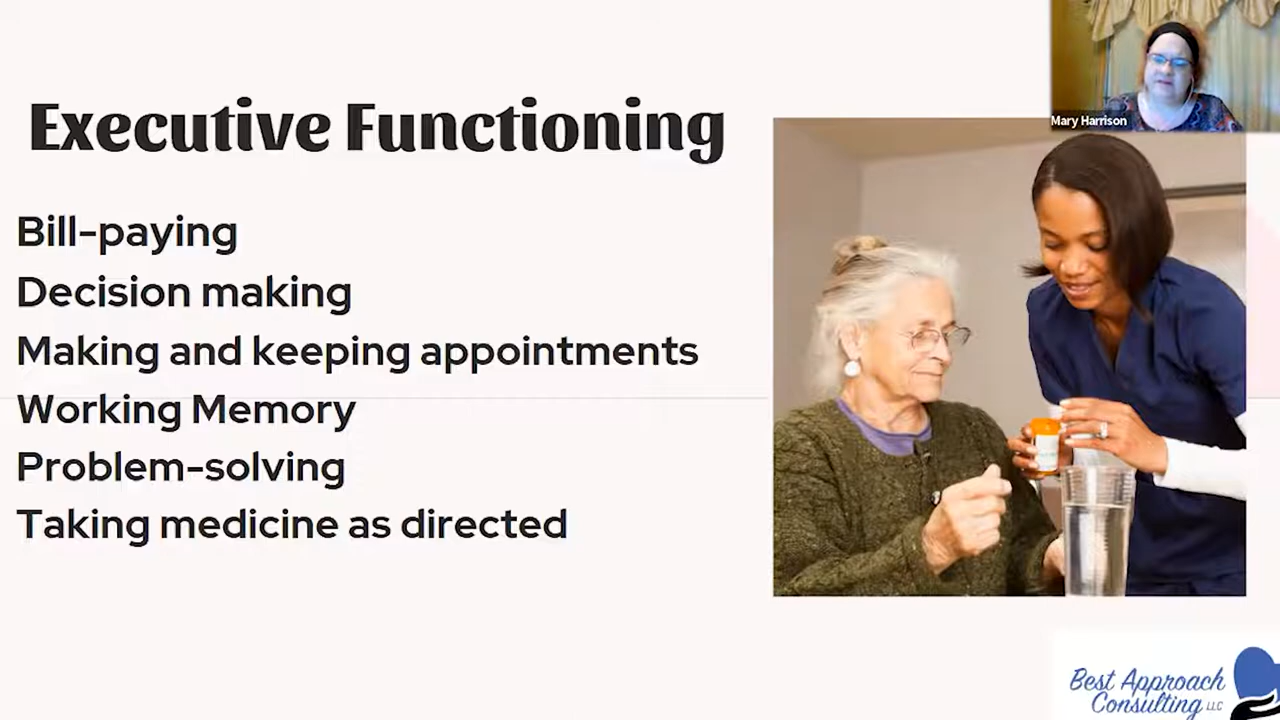 Mary Harrison
Executive Functioning
Bill-paying
Decision making
Making and keeping appointments
Working Memory
Problem-solving
Taking medicine as directed
Best Approach
Consulting LLC